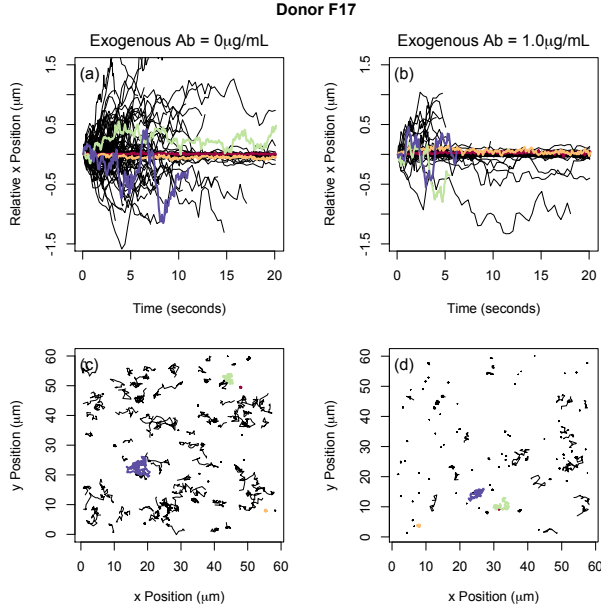 Donor F17
Exogenous Ab = 0μg/mL
Exogenous Ab = 1.0μg/mL
(a)
(b)
Relative x Position (μm)
1.5
0.5
-0.5
-1.5
0 5 10 15 20
Time (seconds)
Relative x Position (μm)
1.5
0.5
-0.5
-1.5
0 5 10 15 20
Time (seconds)
(c)
(d)
y Position (μm)
60
50
40
30
20
10
0
0 10 20 30 40 50 60
x Position (μm)
y Position (μm)
60
50
40
30
20
10
0
0 10 20 30 40 50 60
x Position (μm)